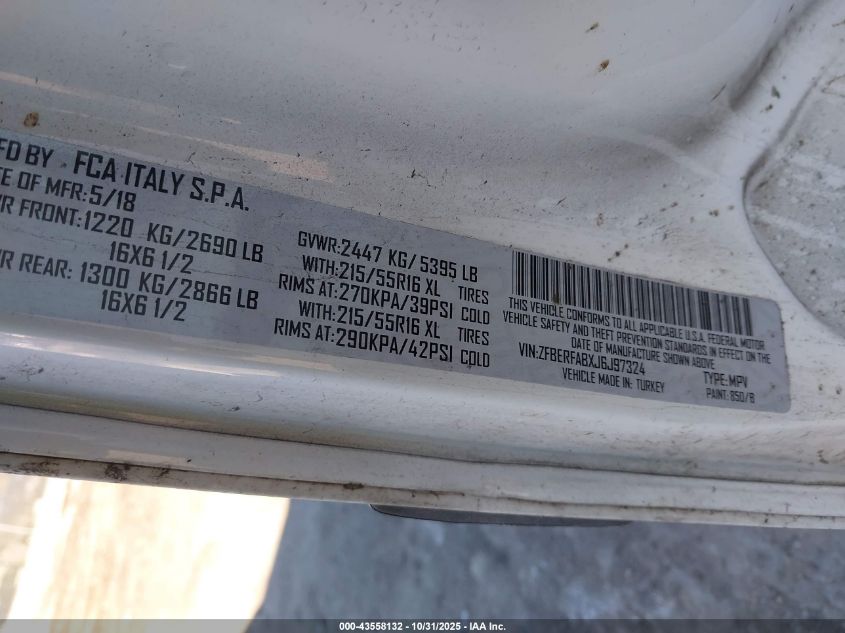 MFD BY FCA ITALY S.P.A.
DATE OF MFR:5/18
FRONT:1220 KG/2690 LB
16X6 1/2
REAR: 1300 KG/2866 LB
16X6 1/2
GVWR:2447 KG/5395 LB
WITH:215/55R16 XL TIRES
RIMS AT:270KPA/39PSI COLD
WITH:215/55R16 XL TIRES
RIMS AT:290KPA/42PSI COLD
THIS VEHICLE CONFORMS TO ALL APPLICABLE U.S.A. FEDERAL MOTOR
VEHICLE SAFETY AND THEFT PREVENTION STANDARDS IN EFFECT ON THE
DATE OF MANUFACTURE SHOWN ABOVE
VIN:ZFBERFABXJ6J97324 TYPE:MPV
VEHICLE MADE IN: TURKEY PAINT: 850/B
000-43558132 - 10/31/2025 - IAA Inc.